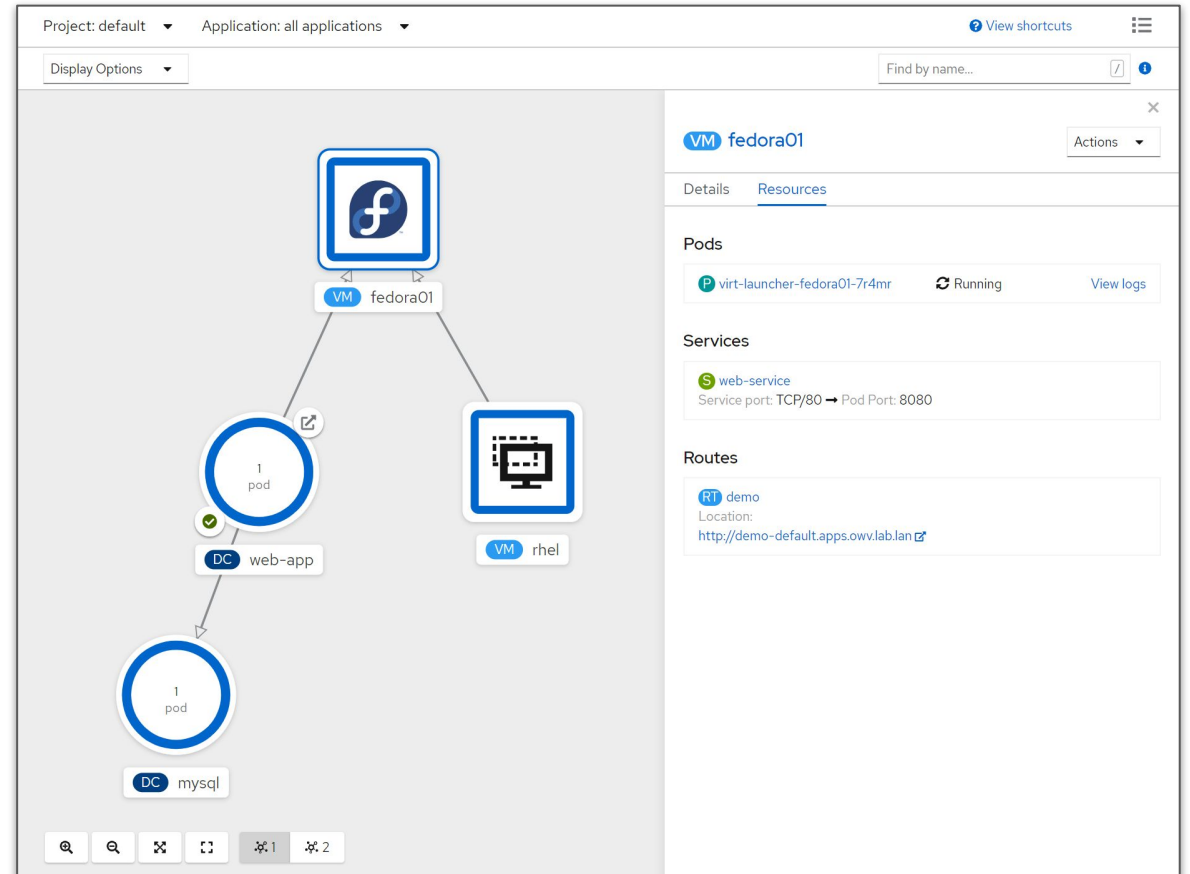 Project: default Application: all applications View shortcuts
Display Options Find by name... /
VM fedora01 Actions
Details Resources
Pods
P virt-launcher-fedora01-7r4mr Running View logs
Services
S web-service
Service port: TCP/80 → Pod Port: 8080
Routes
RT demo
Location:
http://demo-default.apps.owv.lab.lan
VM fedora01
1
pod
DC web-app
VM rhel
1
pod
DC mysql
1 2